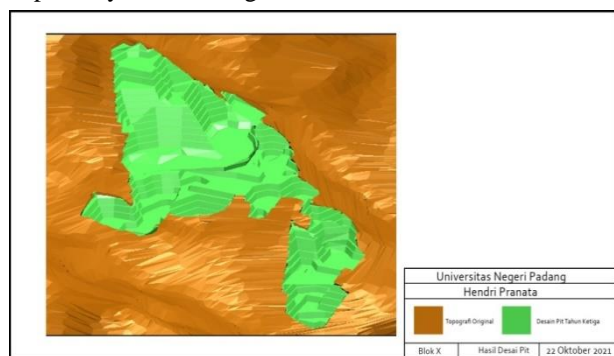 Universitas Negeri Padang
Hendri Pranata
Topografi Original
Desain Pit Tahun Ketiga
Blok X
Hasil Desai Pit
22 Oktober 2021